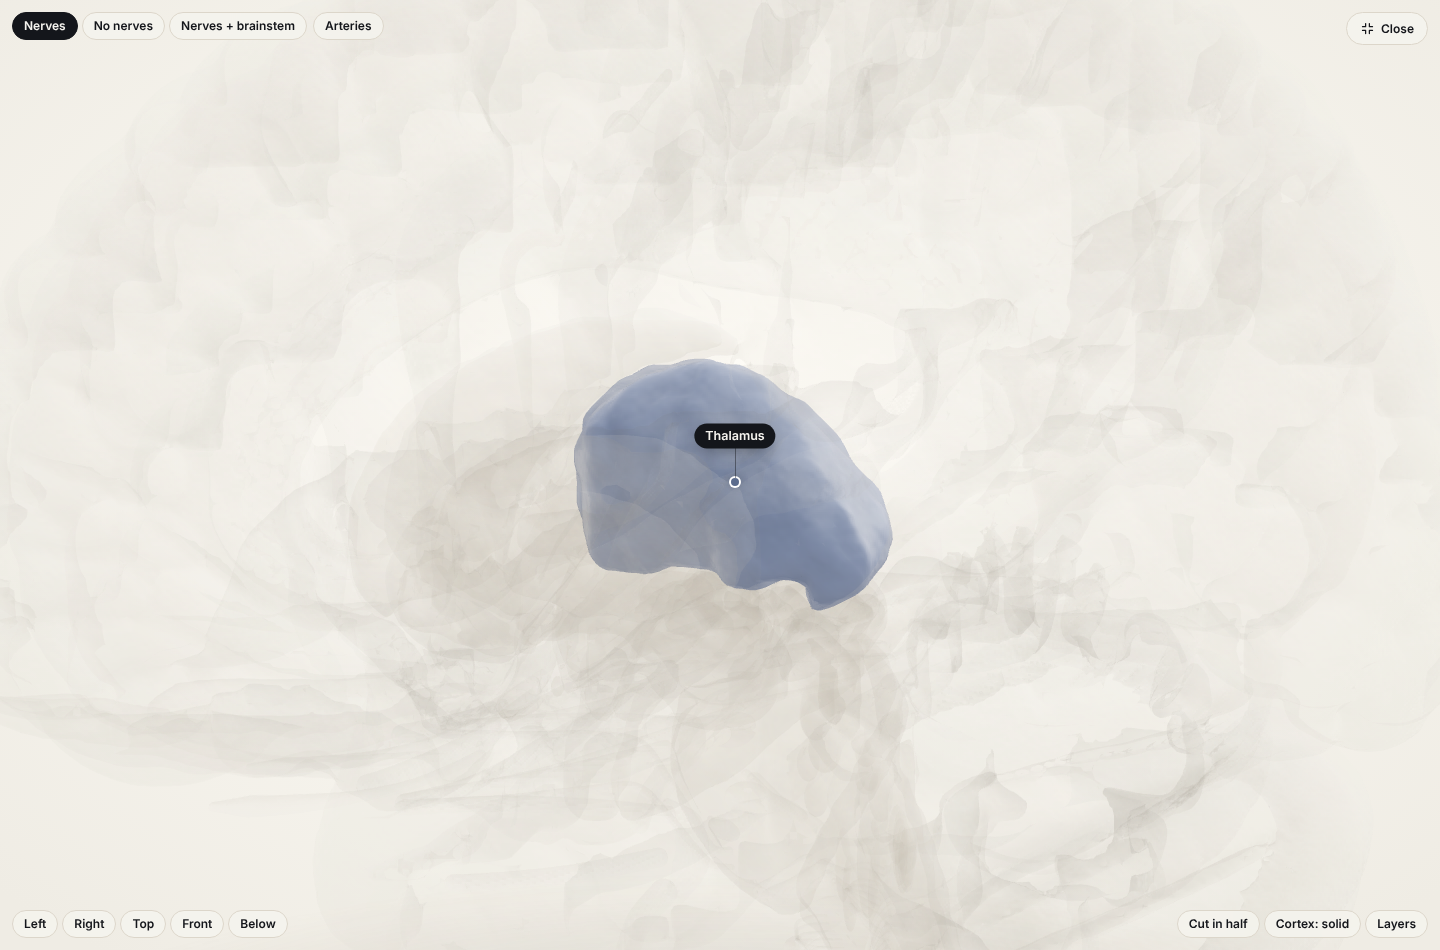 Nerves
No nerves
Nerves + brainstem
Arteries
Close
Thalamus
Left
Right
Top
Front
Below
Cut in half
Cortex: solid
Layers